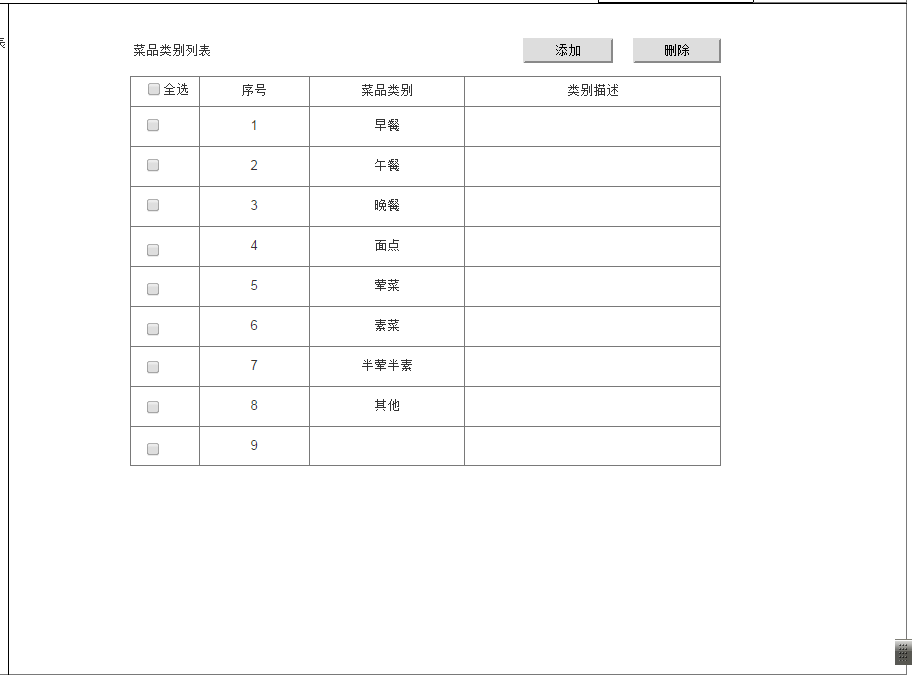 菜品类别列表 添加 删除
全选 序号 菜品类别 类别描述
1 早餐
2 午餐
3 晚餐
4 面点
5 荤菜
6 素菜
7 半荤半素
8 其他
9